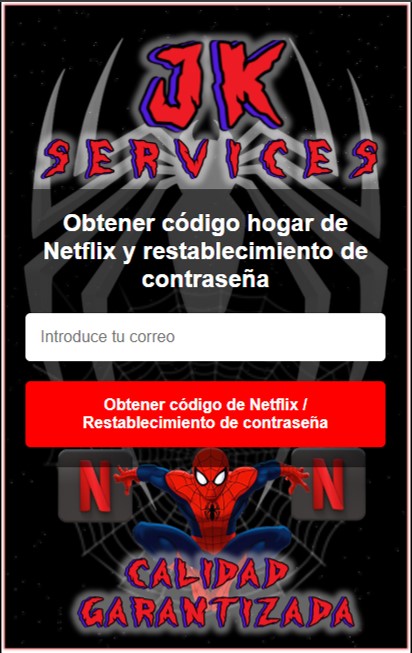 JK
SERVICES
Obtener código hogar de
Netflix y restablecimiento de
contraseña
Introduce tu correo
Obtener código de Netflix /
Restablecimiento de contraseña
N N
CALIDAD
GARANTIZADA